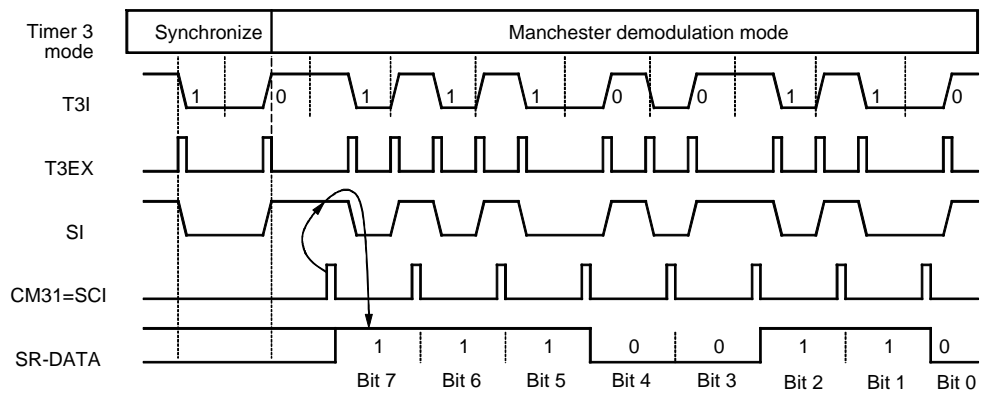 Timer 3 mode
Synchronize
Manchester demodulation mode
T3I
1 0 1 1 1 0 0 1 1 0
T3EX
SI
CM31=SCI
SR-DATA
1 1 1 0 0 1 1 0
Bit 7 Bit 6 Bit 5 Bit 4 Bit 3 Bit 2 Bit 1 Bit 0